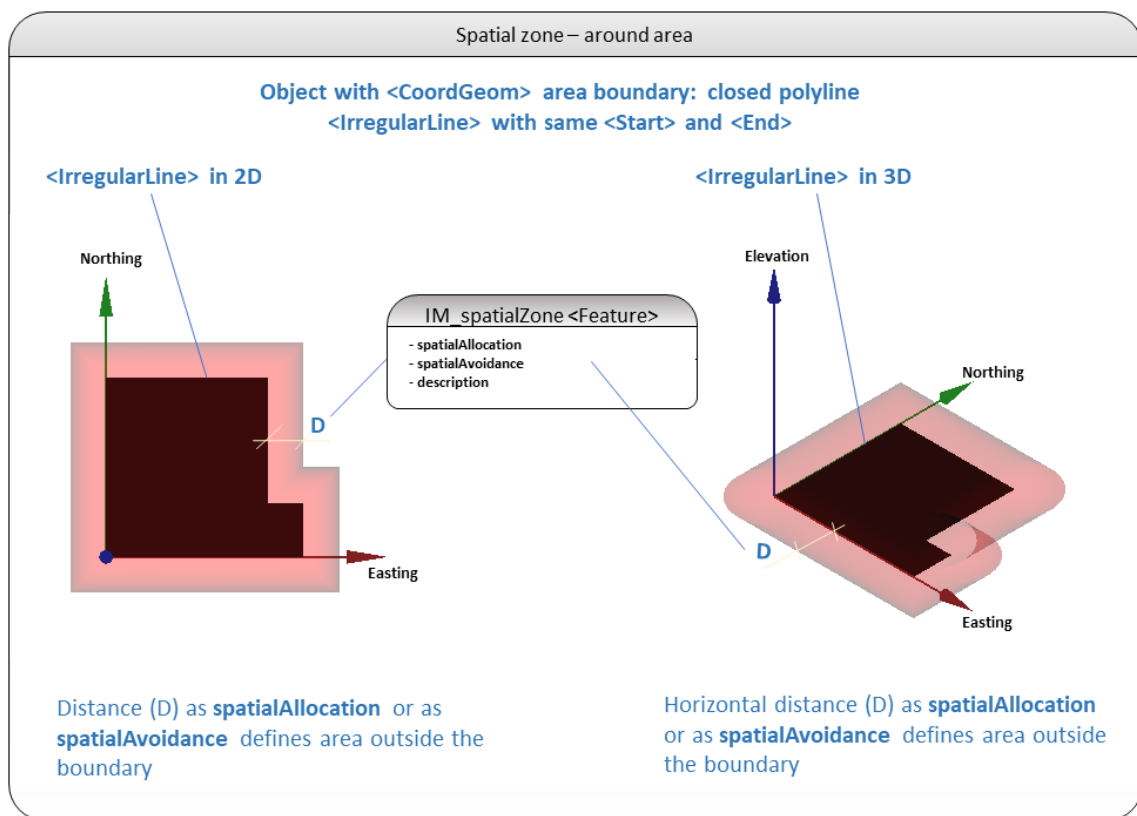 Spatial zone – around area
Object with <CoordGeom> area boundary: closed polyline
<IrregularLine> with same <Start> and <End>
<IrregularLine> in 2D
<IrregularLine> in 3D
Northing
Elevation
IM_spatialZone <Feature>
- spatialAllocation
- spatialAvoidance
- description
Northing
D
D
Easting
Easting
Distance (D) as spatialAllocation or as
spatialAvoidance defines area outside the
boundary
Horizontal distance (D) as spatialAllocation
or as spatialAvoidance defines area outside
the boundary